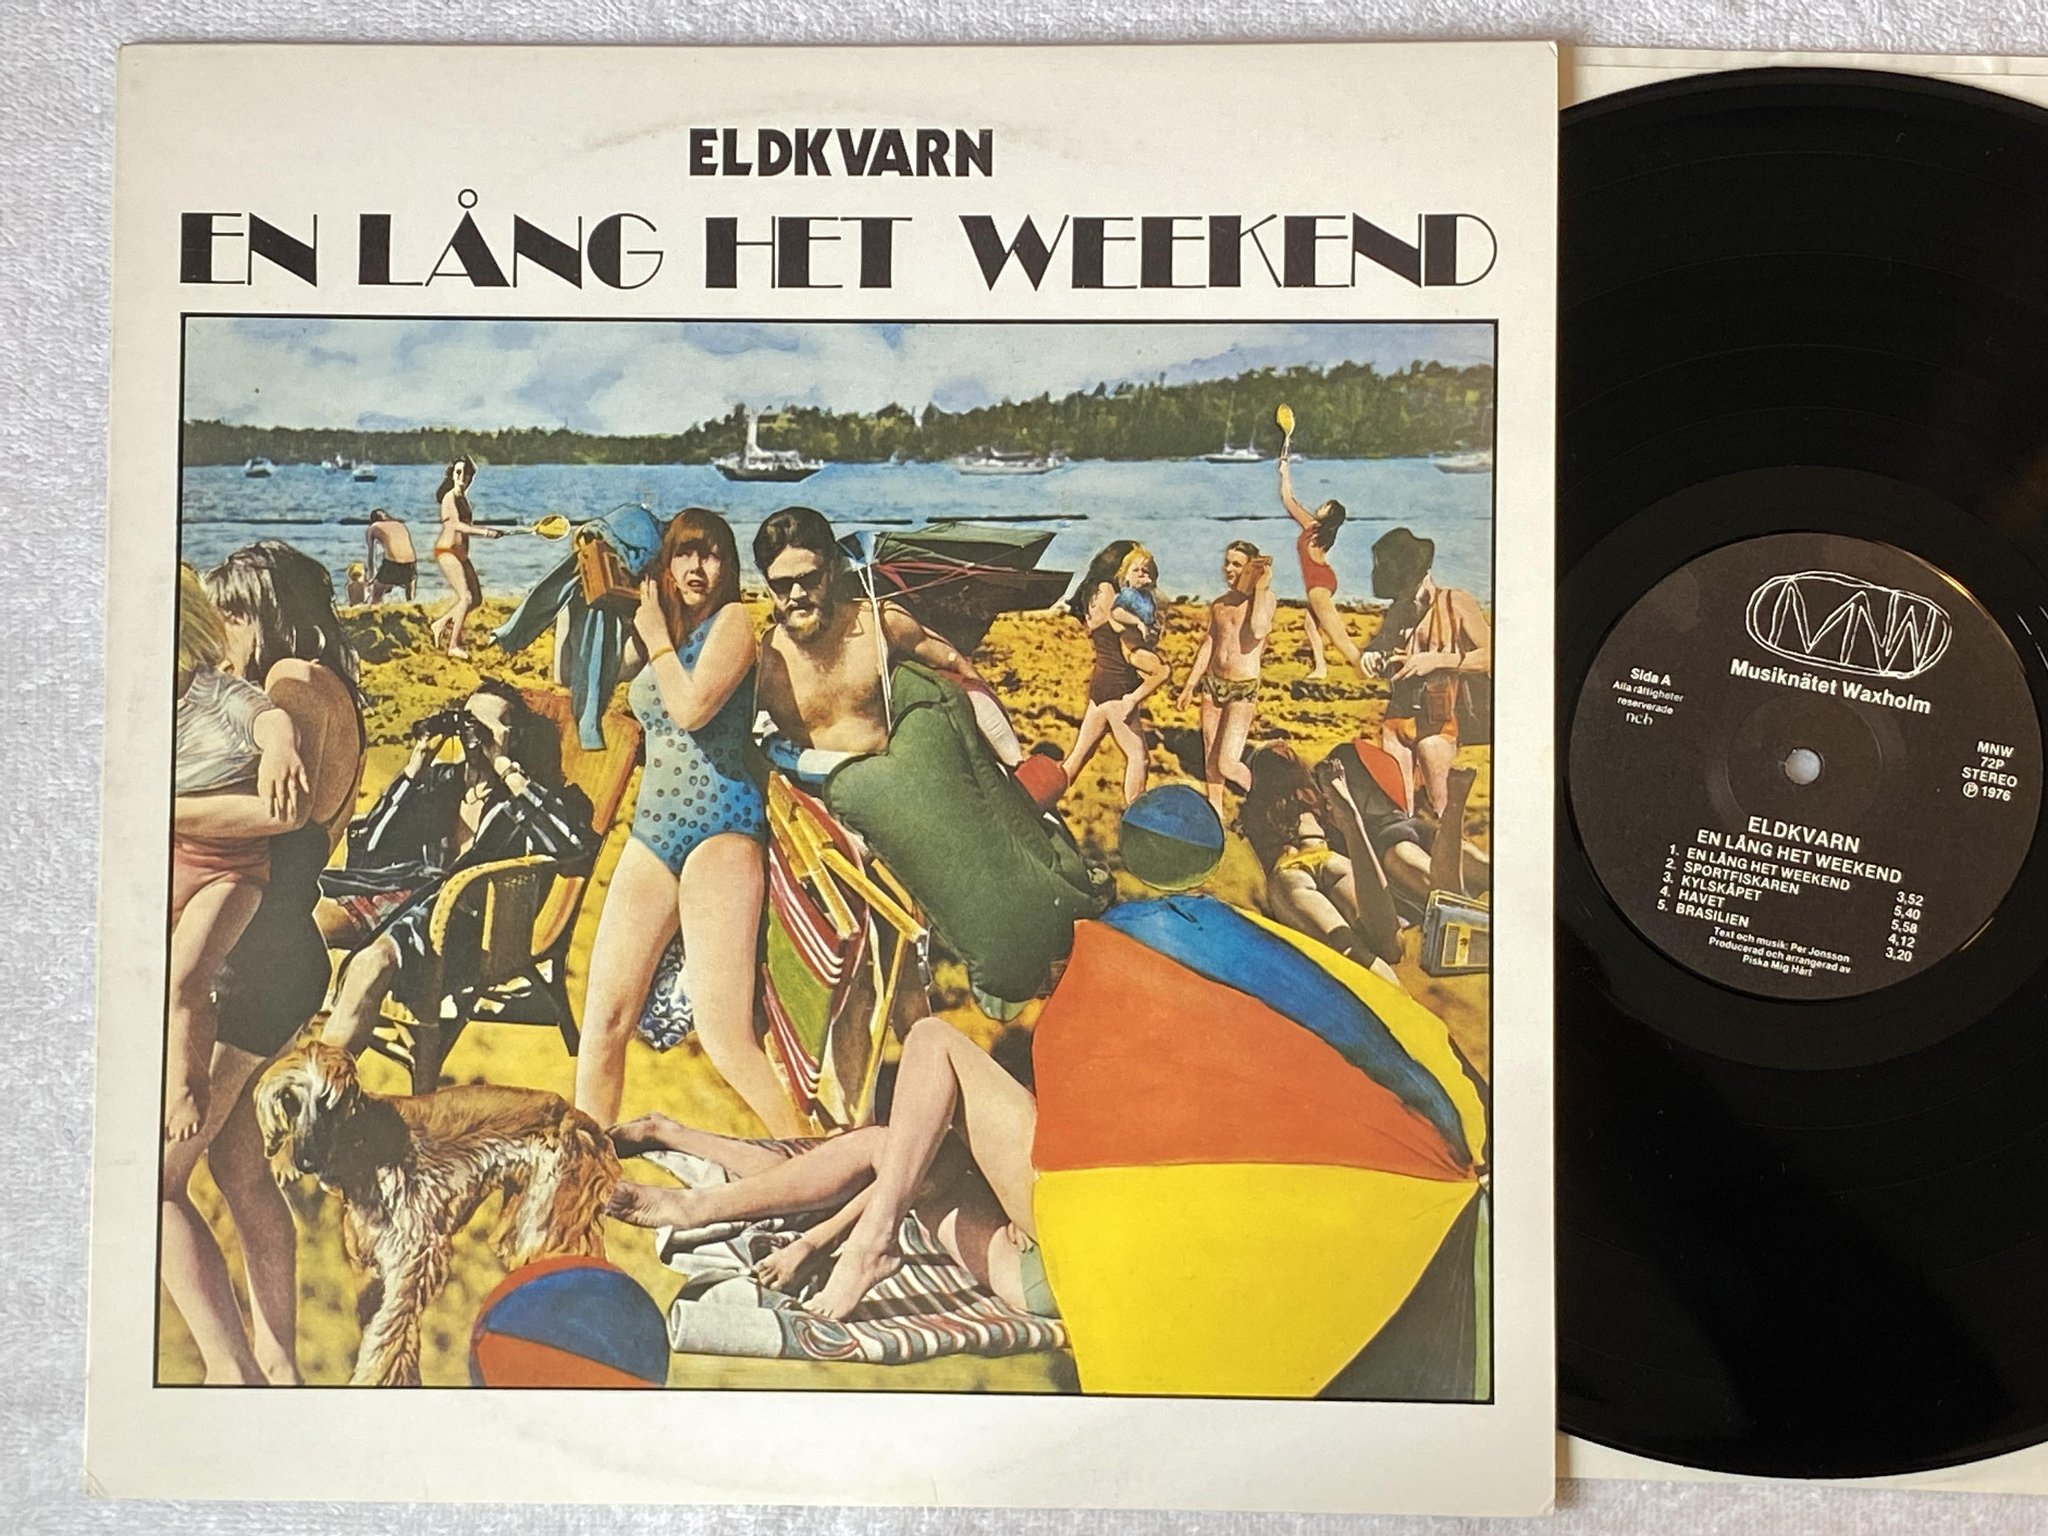 ELDKVARN
EN LÅNG HET WEEKEND
MNW
Musiknätet Waxholm
Sida A
Alla rättigheter
reserverade
ncb
MNW
72P
STEREO
Ⓟ 1976
ELDKVARN
EN LÅNG HET WEEKEND
1. EN LÅNG HET WEEKEND 3,52
2. SPORTFISKAREN 5,40
3. KYLSKÅPET 5,58
4. HAVET 4,12
5. BRASILIEN 3,20
Text och musik: Per Jonsson
Producerad och arrangerad av
Piska Mig Hårt